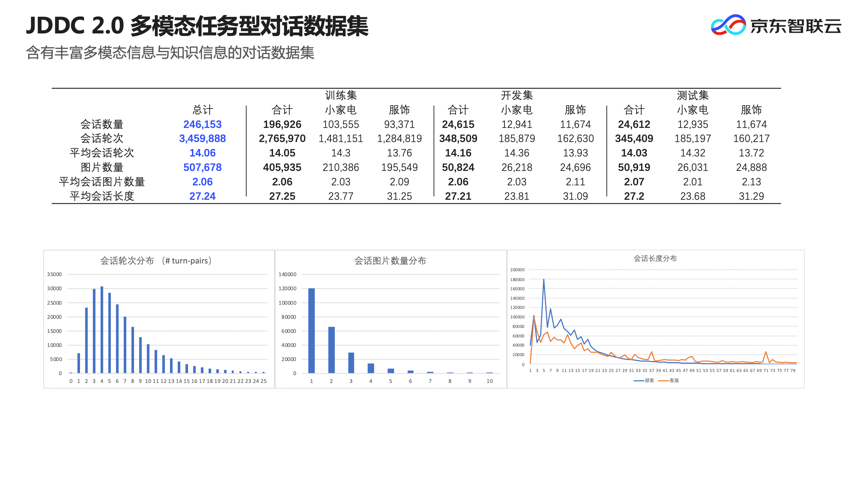 JDDC 2.0 多模态任务型对话数据集
京东智联云
含有丰富多模态信息与知识信息的对话数据集
训练集 开发集 测试集
总计 合计 小家电 服饰 合计 小家电 服饰 合计 小家电 服饰
会话数量 246,153 196,926 103,555 93,371 24,615 12,941 11,674 24,612 12,935 11,674
会话轮次 3,459,888 2,765,970 1,481,151 1,284,819 348,509 185,879 162,630 345,409 185,197 160,217
平均会话轮次 14.06 14.05 14.3 13.76 14.16 14.36 13.93 14.03 14.32 13.72
图片数量 507,678 405,935 210,386 195,549 50,824 26,218 24,696 50,919 26,031 24,888
平均会话图片数量 2.06 2.06 2.03 2.09 2.06 2.03 2.11 2.07 2.01 2.13
平均会话长度 27.24 27.25 23.77 31.25 27.21 23.81 31.09 27.2 23.68 31.29
会话轮次分布 （# turn-pairs）
35000
30000
25000
20000
15000
10000
5000
0
0 1 2 3 4 5 6 7 8 9 10 11 12 13 14 15 16 17 18 19 20 21 22 23 24 25
会话图片数量分布
140000
120000
100000
80000
60000
40000
20000
0
1 2 3 4 5 6 7 8 9 10
会话长度分布
200000
180000
160000
140000
120000
100000
80000
60000
40000
20000
0
1 3 5 7 9 11 13 15 17 19 21 23 25 27 29 31 33 35 37 39 41 43 45 47 49 51 53 55 57 59 61 63 65 67 69 71 73 75 77 79
顾客 客服